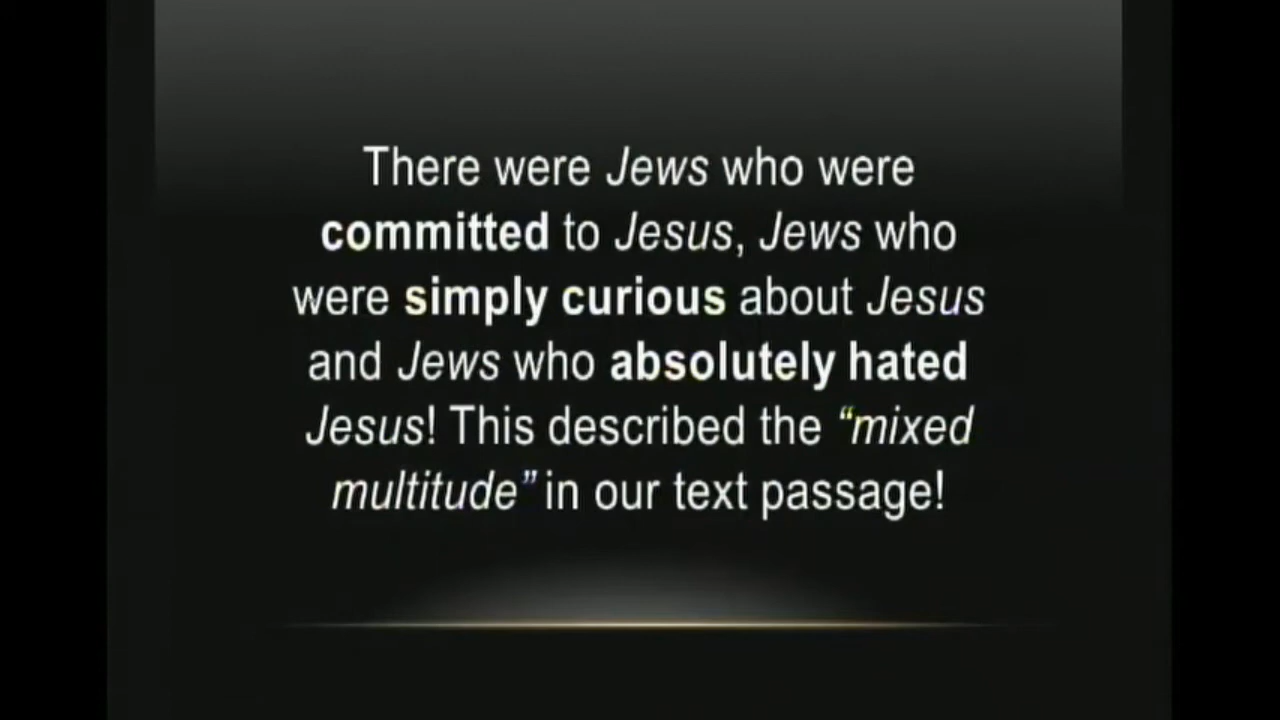 There were Jews who were
committed to Jesus, Jews who
were simply curious about Jesus
and Jews who absolutely hated
Jesus! This described the “mixed
multitude” in our text passage!